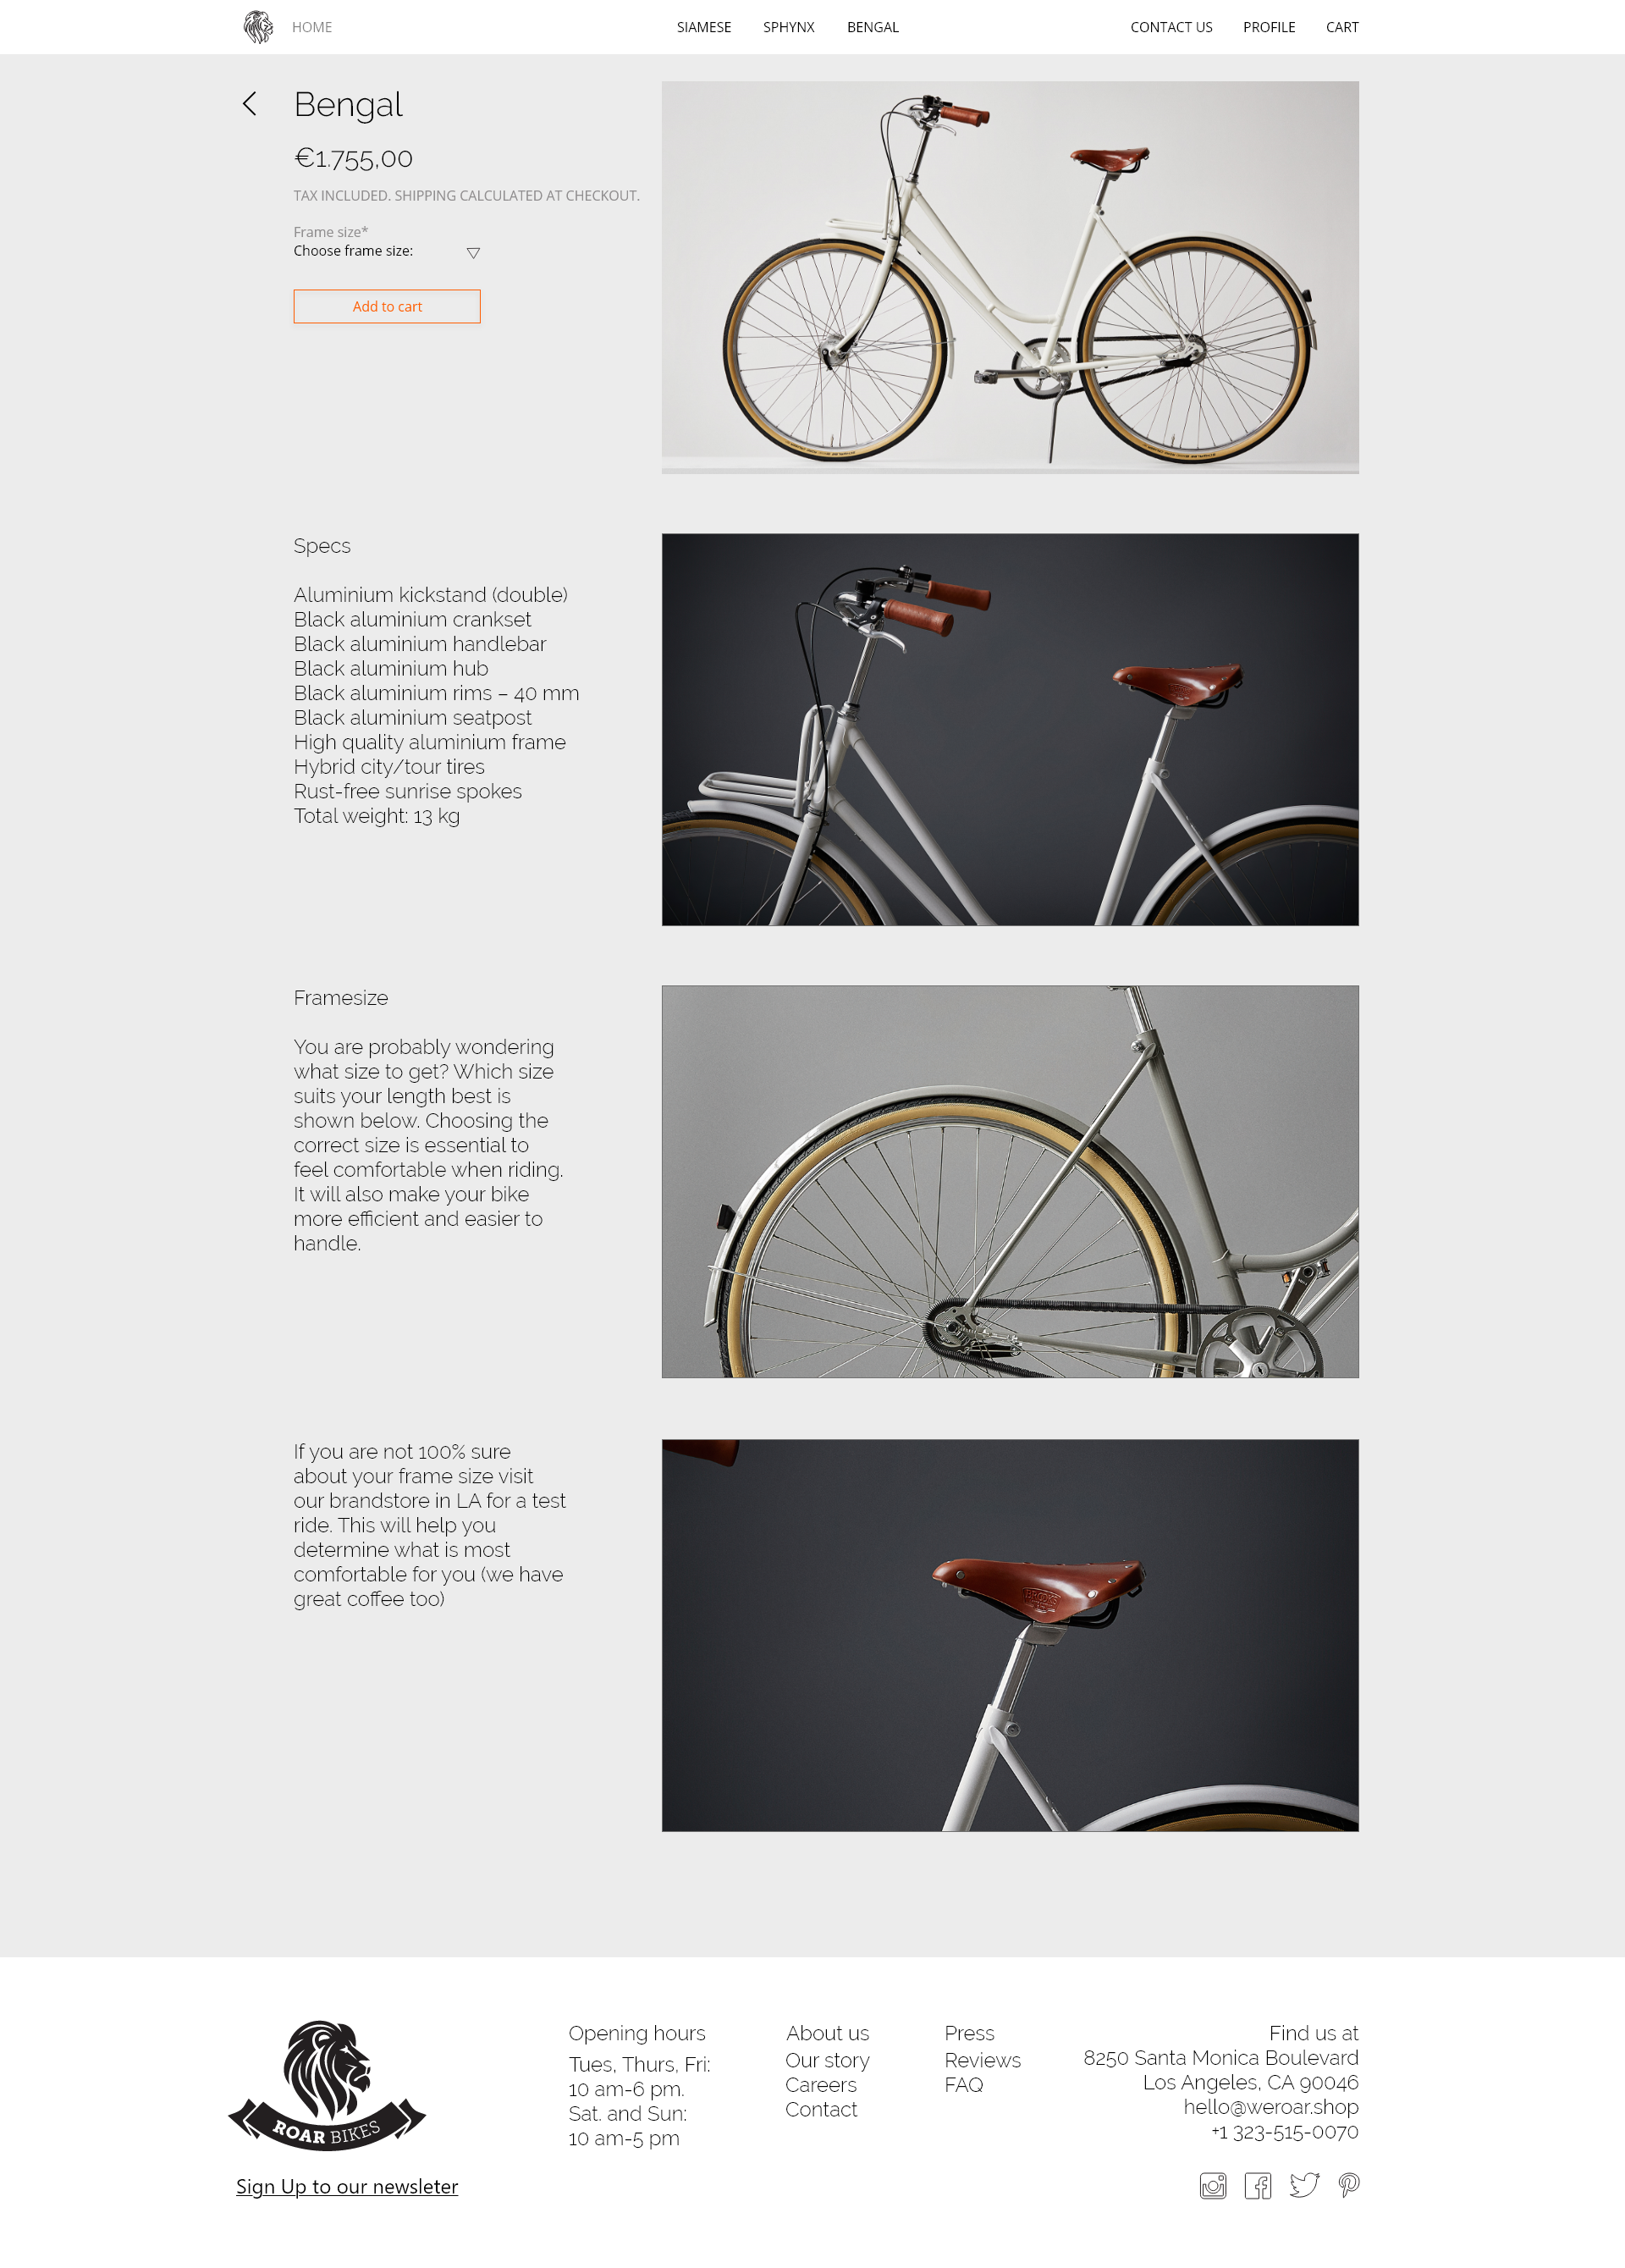 HOME
SIAMESE
SPHYNX
BENGAL
CONTACT US
PROFILE
CART
Bengal
€1.755,00
TAX INCLUDED. SHIPPING CALCULATED AT CHECKOUT.
Frame size*
Choose frame size:
Add to cart
Specs
Aluminium kickstand (double)
Black aluminium crankset
Black aluminium handlebar
Black aluminium hub
Black aluminium rims – 40 mm
Black aluminium seatpost
High quality aluminium frame
Hybrid city/tour tires
Rust-free sunrise spokes
Total weight: 13 kg
Framesize
You are probably wondering
what size to get? Which size
suits your length best is
shown below. Choosing the
correct size is essential to
feel comfortable when riding.
It will also make your bike
more efficient and easier to
handle.
If you are not 100% sure
about your frame size visit
our brandstore in LA for a test
ride. This will help you
determine what is most
comfortable for you (we have
great coffee too)
BROOKS
ROAR BIKES
Sign Up to our newsleter
Opening hours
Tues, Thurs, Fri:
10 am-6 pm.
Sat. and Sun:
10 am-5 pm
About us
Our story
Careers
Contact
Press
Reviews
FAQ
Find us at
8250 Santa Monica Boulevard
Los Angeles, CA 90046
hello@weroar.shop
+1 323-515-0070